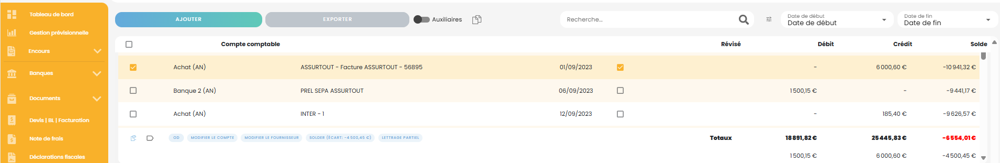 Tableau de bord
Gestion prévisionnelle
Encours
Banques
Documents
Devis | BL | Facturation
Note de frais
Déclarations fiscales
AJOUTER
EXPORTER
Auxiliaires
Recherche...
Date de début
Date de début
Date de fin
Date de fin
Compte comptable Révisé Débit Crédit Solde
Achat (AN) ASSURTOUT - Facture ASSURTOUT - 56895 01/09/2023 - 6 000,60 € -10 941,32 €
Banque 2 (AN) PREL SEPA ASSURTOUT 06/09/2023 1 500,15 € - -9 441,17 €
Achat (AN) INTER - 1 12/09/2023 - 185,40 € -9 626,57 €
OD MODIFIER LE COMPTE MODIFIER LE FOURNISSEUR SOLDER (ÉCART: -4 500,45 €) LETTRAGE PARTIEL Totaux 18 891,82 € 25 445,83 € -6 554,01 €
1 500,15 € 6 000,60 € -4 500,45 €